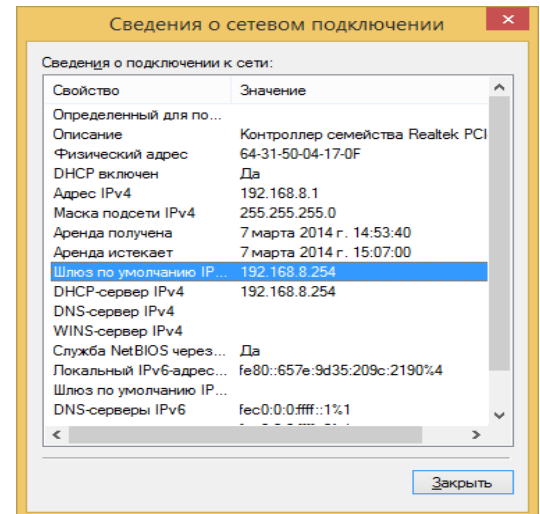 Сведения о сетевом подключении
Сведения о подключении к сети:
Свойство Значение
Определенный для по...
Описание Контроллер семейства Realtek PCI
Физический адрес 64-31-50-04-17-0F
DHCP включен Да
Адрес IPv4 192.168.8.1
Маска подсети IPv4 255.255.255.0
Аренда получена 7 марта 2014 г. 14:53:40
Аренда истекает 7 марта 2014 г. 15:07:00
Шлюз по умолчанию IP... 192.168.8.254
DHCP-сервер IPv4 192.168.8.254
DNS-сервер IPv4
WINS-сервер IPv4
Служба NetBIOS через... Да
Локальный IPv6-адрес... fe80::657e:9d35:209c:2190%4
Шлюз по умолчанию IP...
DNS-серверы IPv6 fec0:0:0:ffff::1%1
Закрыть